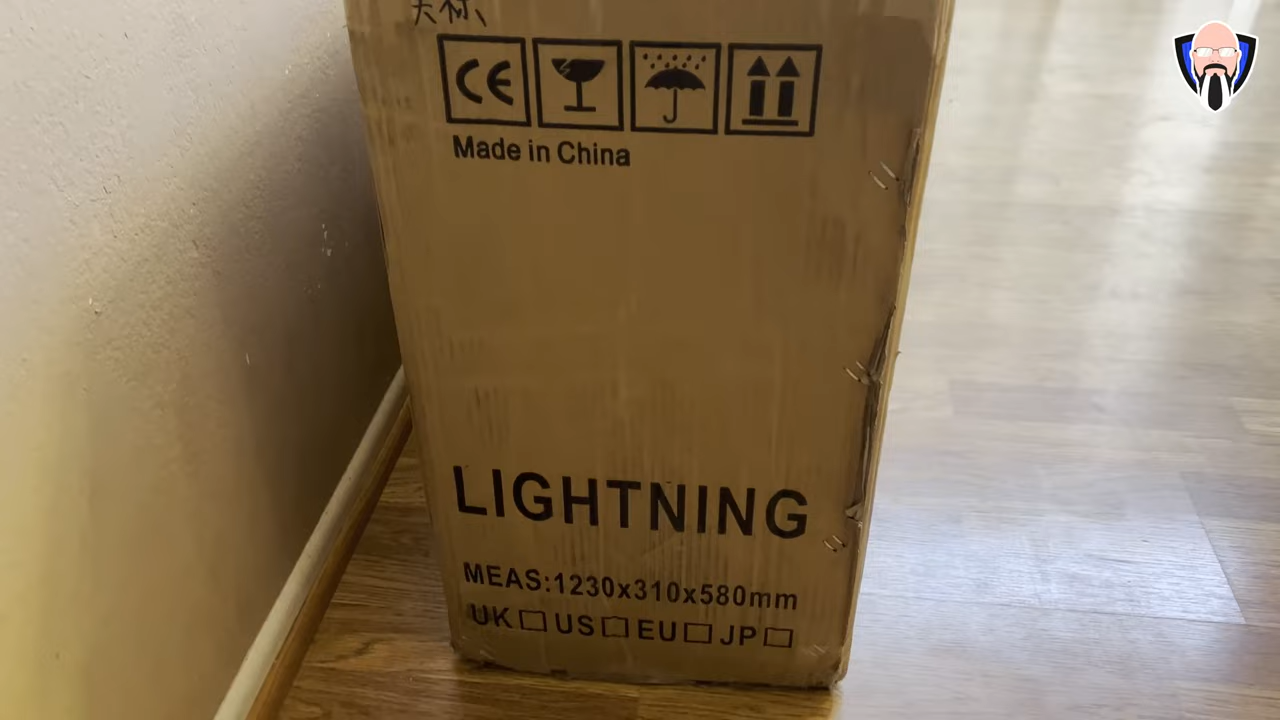 CE
Made in China
LIGHTNING
MEAS:1230x310x580mm
UK□ US□ EU□ JP□